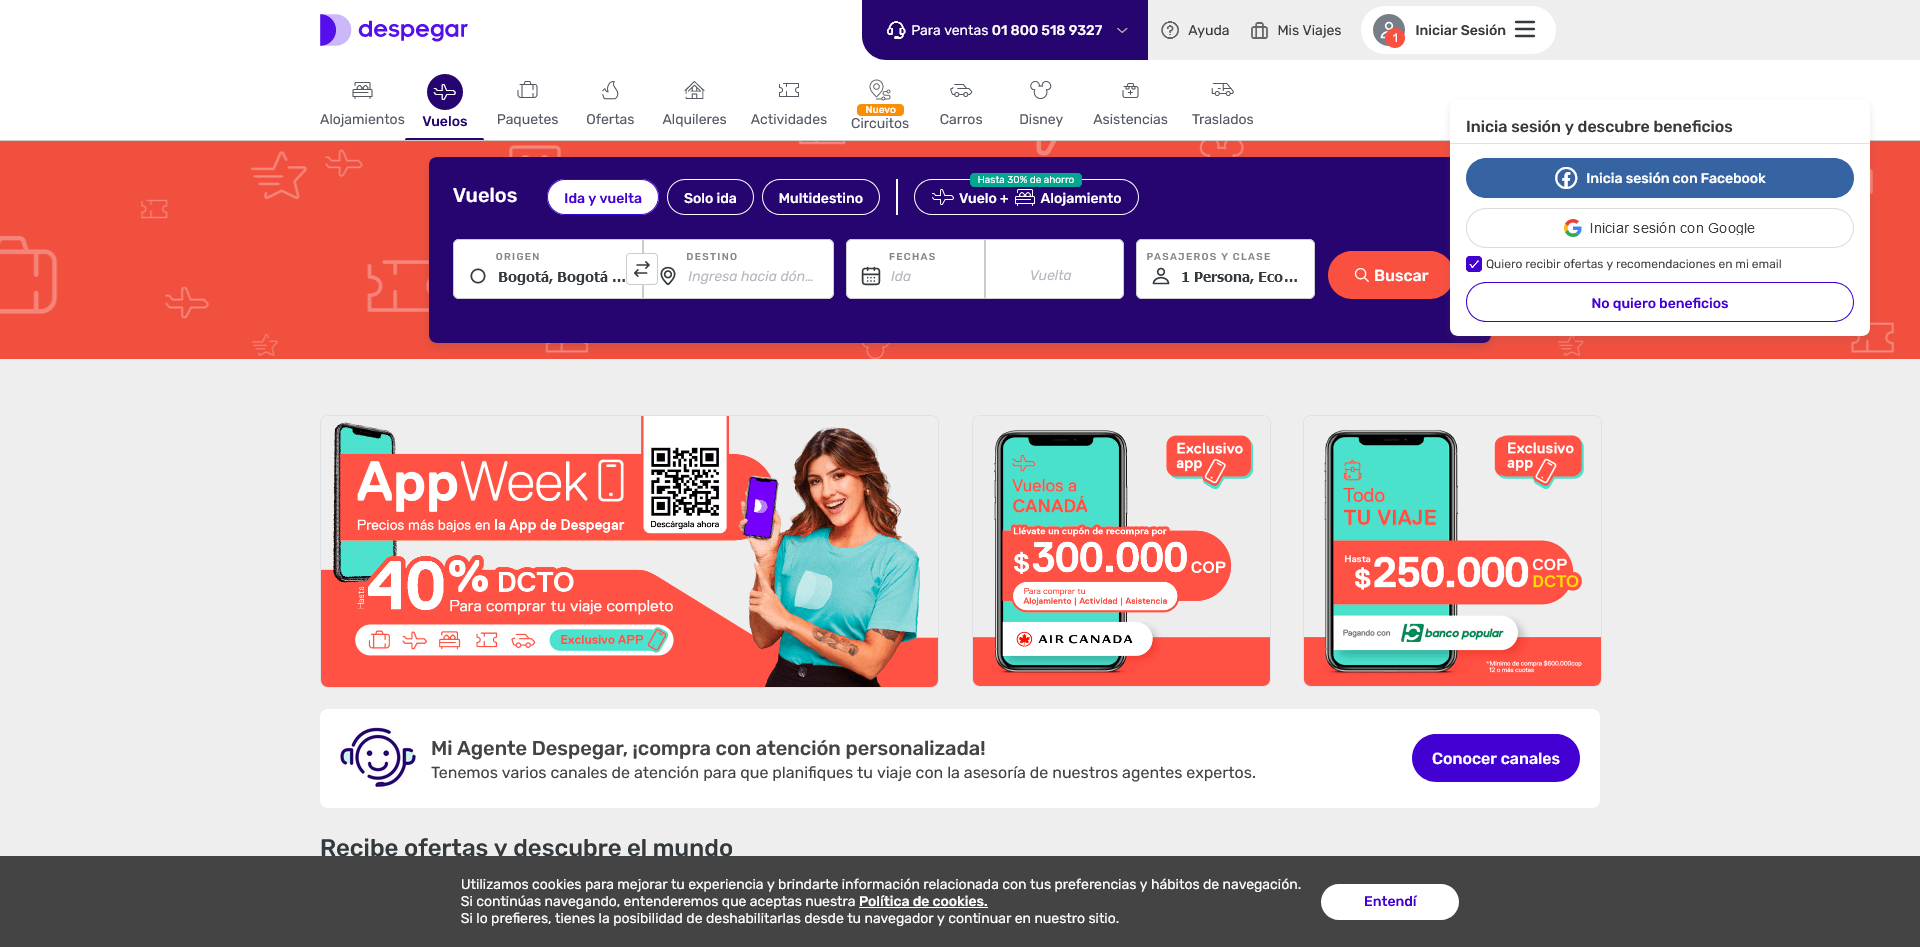 despegar
Para ventas 01 800 518 9327
Ayuda
Mis Viajes
1
Iniciar Sesión
Alojamientos
Vuelos
Paquetes
Ofertas
Alquileres
Actividades
Nuevo
Circuitos
Carros
Disney
Asistencias
Traslados
Inicia sesión y descubre beneficios
Inicia sesión con Facebook
Iniciar sesión con Google
Quiero recibir ofertas y recomendaciones en mi email
No quiero beneficios
Vuelos
Ida y vuelta
Solo ida
Multidestino
Hasta 30% de ahorro
Vuelo + Alojamiento
ORIGEN
Bogotá, Bogotá ...
DESTINO
Ingresa hacia dón...
FECHAS
Ida
Vuelta
PASAJEROS Y CLASE
1 Persona, Eco...
Buscar
AppWeek
Precios más bajos en la App de Despegar
Descárgala ahora
Hasta 40% DCTO
Para comprar tu viaje completo
Exclusivo APP
Exclusivo
app
Vuelos a
CANADÁ
Llévate un cupón de recompra por
$300.000 COP
Para comprar tu
Alojamiento | Actividad | Asistencia
AIR CANADA
Exclusivo
app
Todo
TU VIAJE
Hasta
$250.000 COP
DCTO
Pagando con banco popular
*Mínimo de compra $600.000cop
12 o más cuotas
Mi Agente Despegar, ¡compra con atención personalizada!
Tenemos varios canales de atención para que planifiques tu viaje con la asesoría de nuestros agentes expertos.
Conocer canales
Recibe ofertas y descubre el mundo
Utilizamos cookies para mejorar tu experiencia y brindarte información relacionada con tus preferencias y hábitos de navegación.
Si continúas navegando, entenderemos que aceptas nuestra Política de cookies.
Si lo prefieres, tienes la posibilidad de deshabilitarlas desde tu navegador y continuar en nuestro sitio.
Entendí